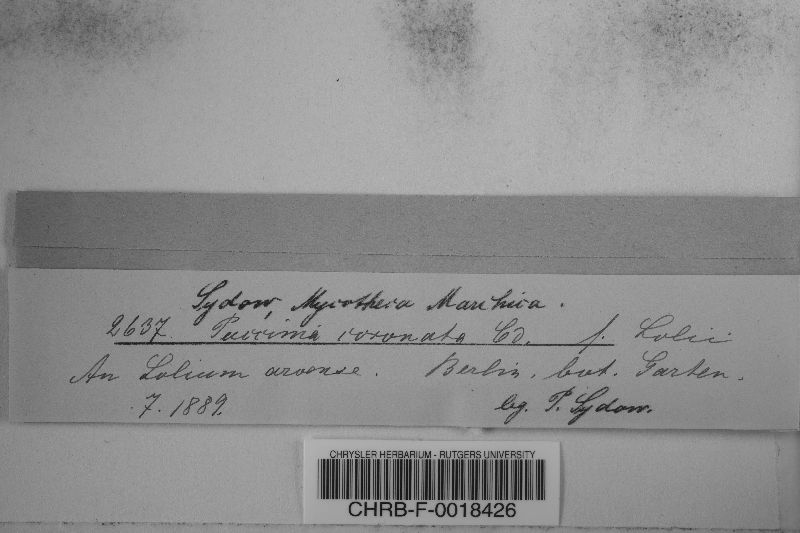 Sydow, Mycotheca Marchica.
2637. Puccinia coronata Cd. f. Lolii
An Lolium arvense. Berlin. bot. Garten.
7. 1889. leg. P. Sydow.
CHRYSLER HERBARIUM - RUTGERS UNIVERSITY
CHRB-F-0018426